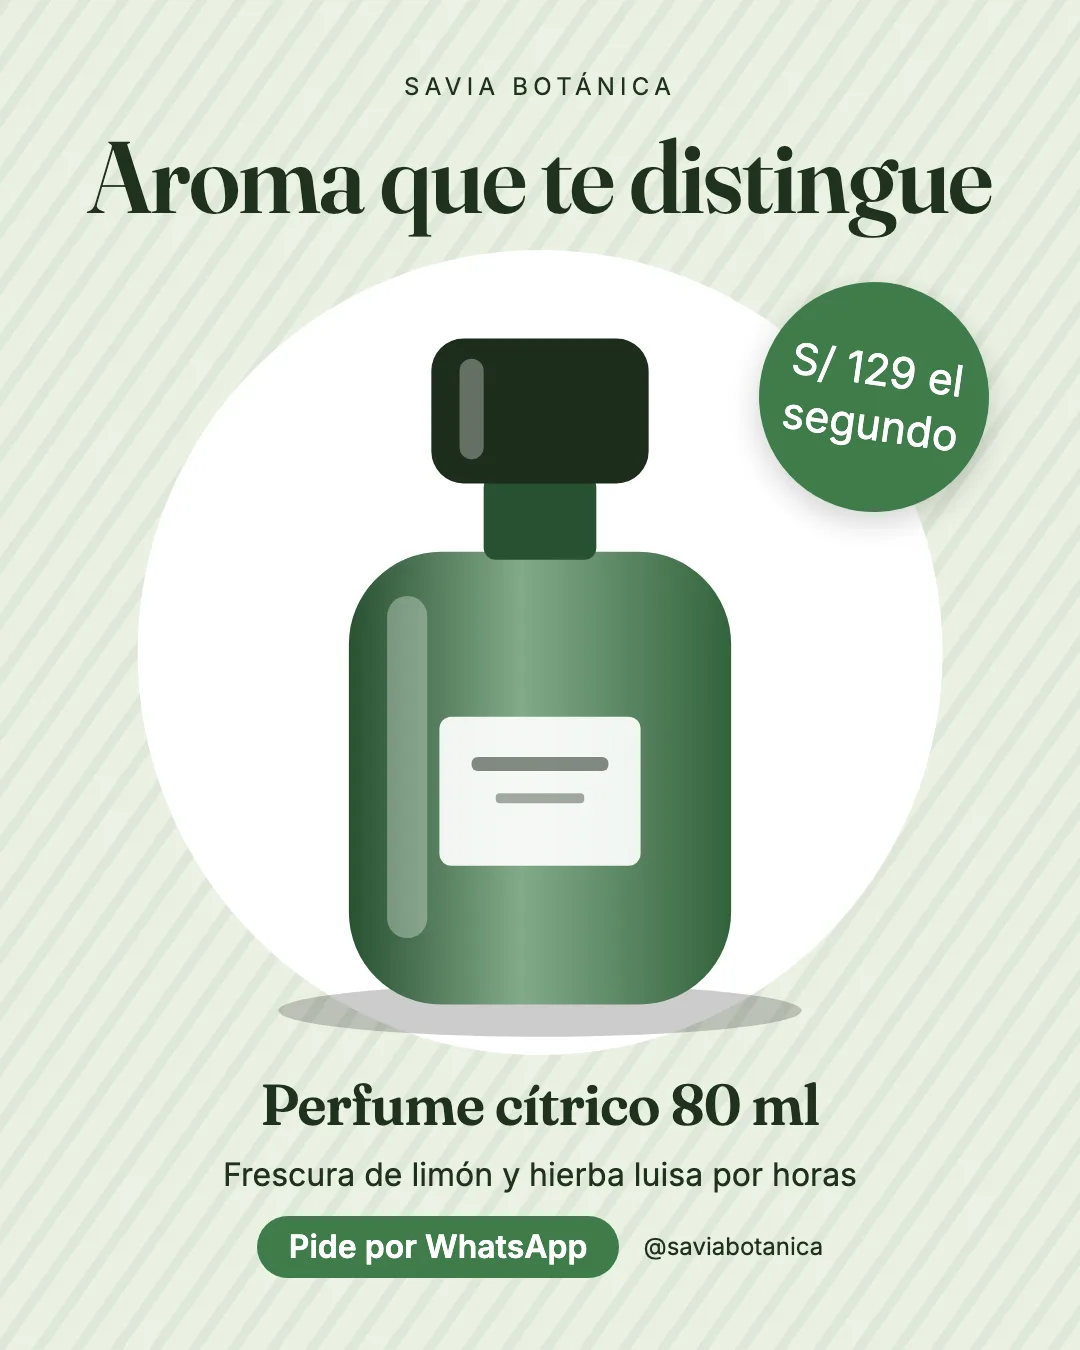 SAVIA BOTÁNICA
Aroma que te distingue
S/ 129 el
segundo
Perfume cítrico 80 ml
Frescura de limón y hierba luisa por horas
Pide por WhatsApp
@saviabotanica